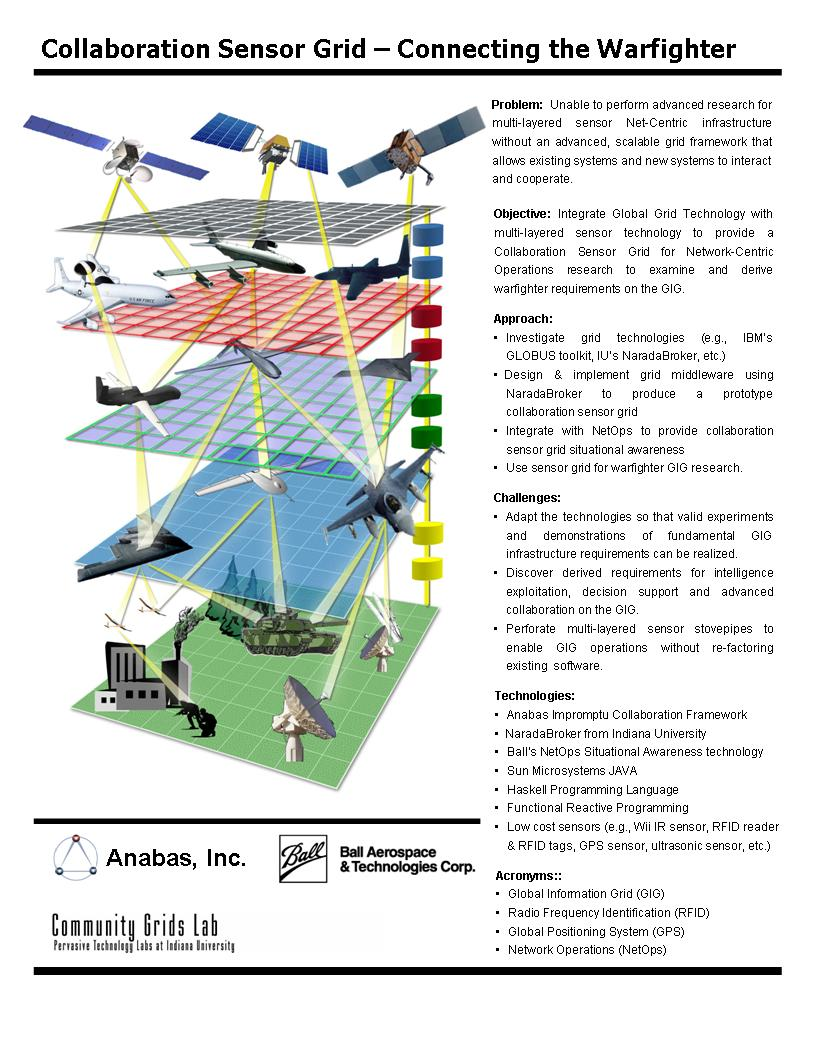 Collaboration Sensor Grid – Connecting the Warfighter
Problem: Unable to perform advanced research for
multi-layered sensor Net-Centric infrastructure
without an advanced, scalable grid framework that
allows existing systems and new systems to interact
and cooperate.
Objective: Integrate Global Grid Technology with
multi-layered sensor technology to provide a
Collaboration Sensor Grid for Network-Centric
Operations research to examine and derive
warfighter requirements on the GIG.
Approach:
• Investigate grid technologies (e.g., IBM's
GLOBUS toolkit, IU's NaradaBroker, etc.)
• Design & implement grid middleware using
NaradaBroker to produce a prototype
collaboration sensor grid
• Integrate with NetOps to provide collaboration
sensor grid situational awareness
• Use sensor grid for warfighter GIG research.
Challenges:
• Adapt the technologies so that valid experiments
and demonstrations of fundamental GIG
infrastructure requirements can be realized.
• Discover derived requirements for intelligence
exploitation, decision support and advanced
collaboration on the GIG.
• Perforate multi-layered sensor stovepipes to
enable GIG operations without re-factoring
existing software.
Technologies:
• Anabas Impromptu Collaboration Framework
• NaradaBroker from Indiana University
• Ball's NetOps Situational Awareness technology
• Sun Microsystems JAVA
• Haskell Programming Language
• Functional Reactive Programming
• Low cost sensors (e.g., Wii IR sensor, RFID reader
& RFID tags, GPS sensor, ultrasonic sensor, etc.)
Acronyms::
• Global Information Grid (GIG)
• Radio Frequency Identification (RFID)
• Global Positioning System (GPS)
• Network Operations (NetOps)
U.S. AIR FORCE
Anabas, Inc.
Ball
Ball Aerospace
& Technologies Corp.
Community Grids Lab
Pervasive Technology Labs at Indiana University